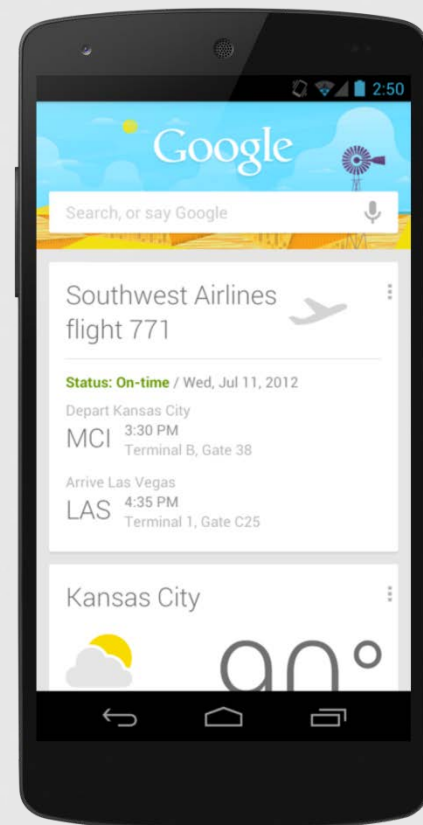 2:50
Google
Search, or say Google
Southwest Airlines
flight 771
Status: On-time / Wed, Jul 11, 2012
Depart Kansas City
MCI 3:30 PM
Terminal B, Gate 38
Arrive Las Vegas
LAS 4:35 PM
Terminal 1, Gate C25
Kansas City
90°